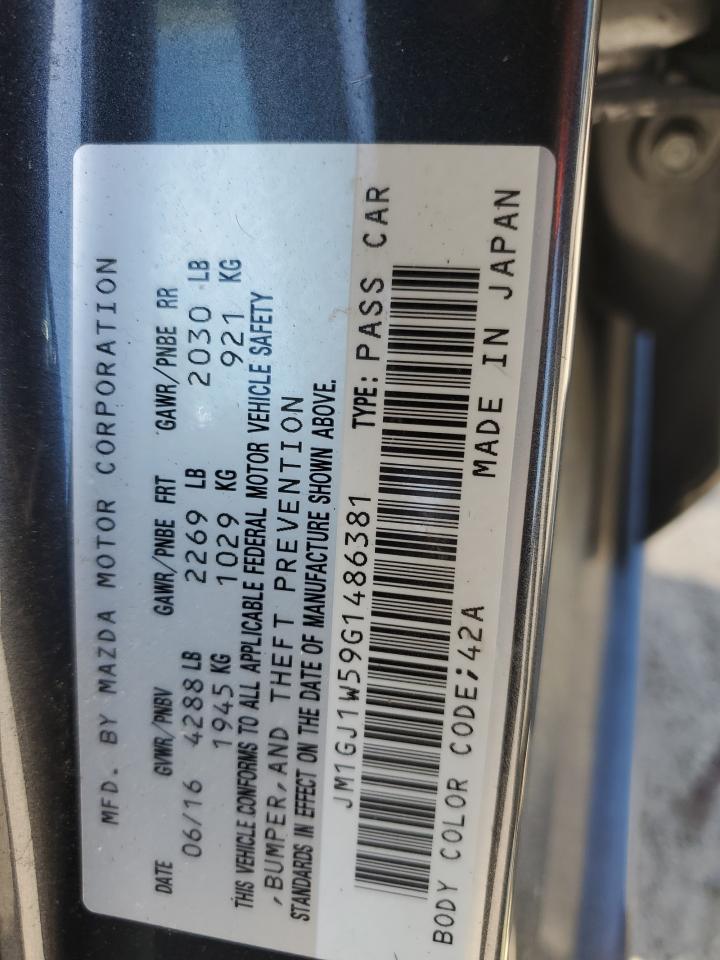 MFD. BY MAZDA MOTOR CORPORATION
DATE GVWR/PNBV GAWR/PNBE FRT GAWR/PNBE RR
06/16 4288 LB 2269 LB 2030 LB
1945 KG 1029 KG 921 KG
THIS VEHICLE CONFORMS TO ALL APPLICABLE FEDERAL MOTOR VEHICLE SAFETY
,BUMPER,AND THEFT PREVENTION
STANDARDS IN EFFECT ON THE DATE OF MANUFACTURE SHOWN ABOVE.
JM1GJ1W59G1486381 TYPE: PASS CAR
BODY COLOR CODE;42A MADE IN JAPAN